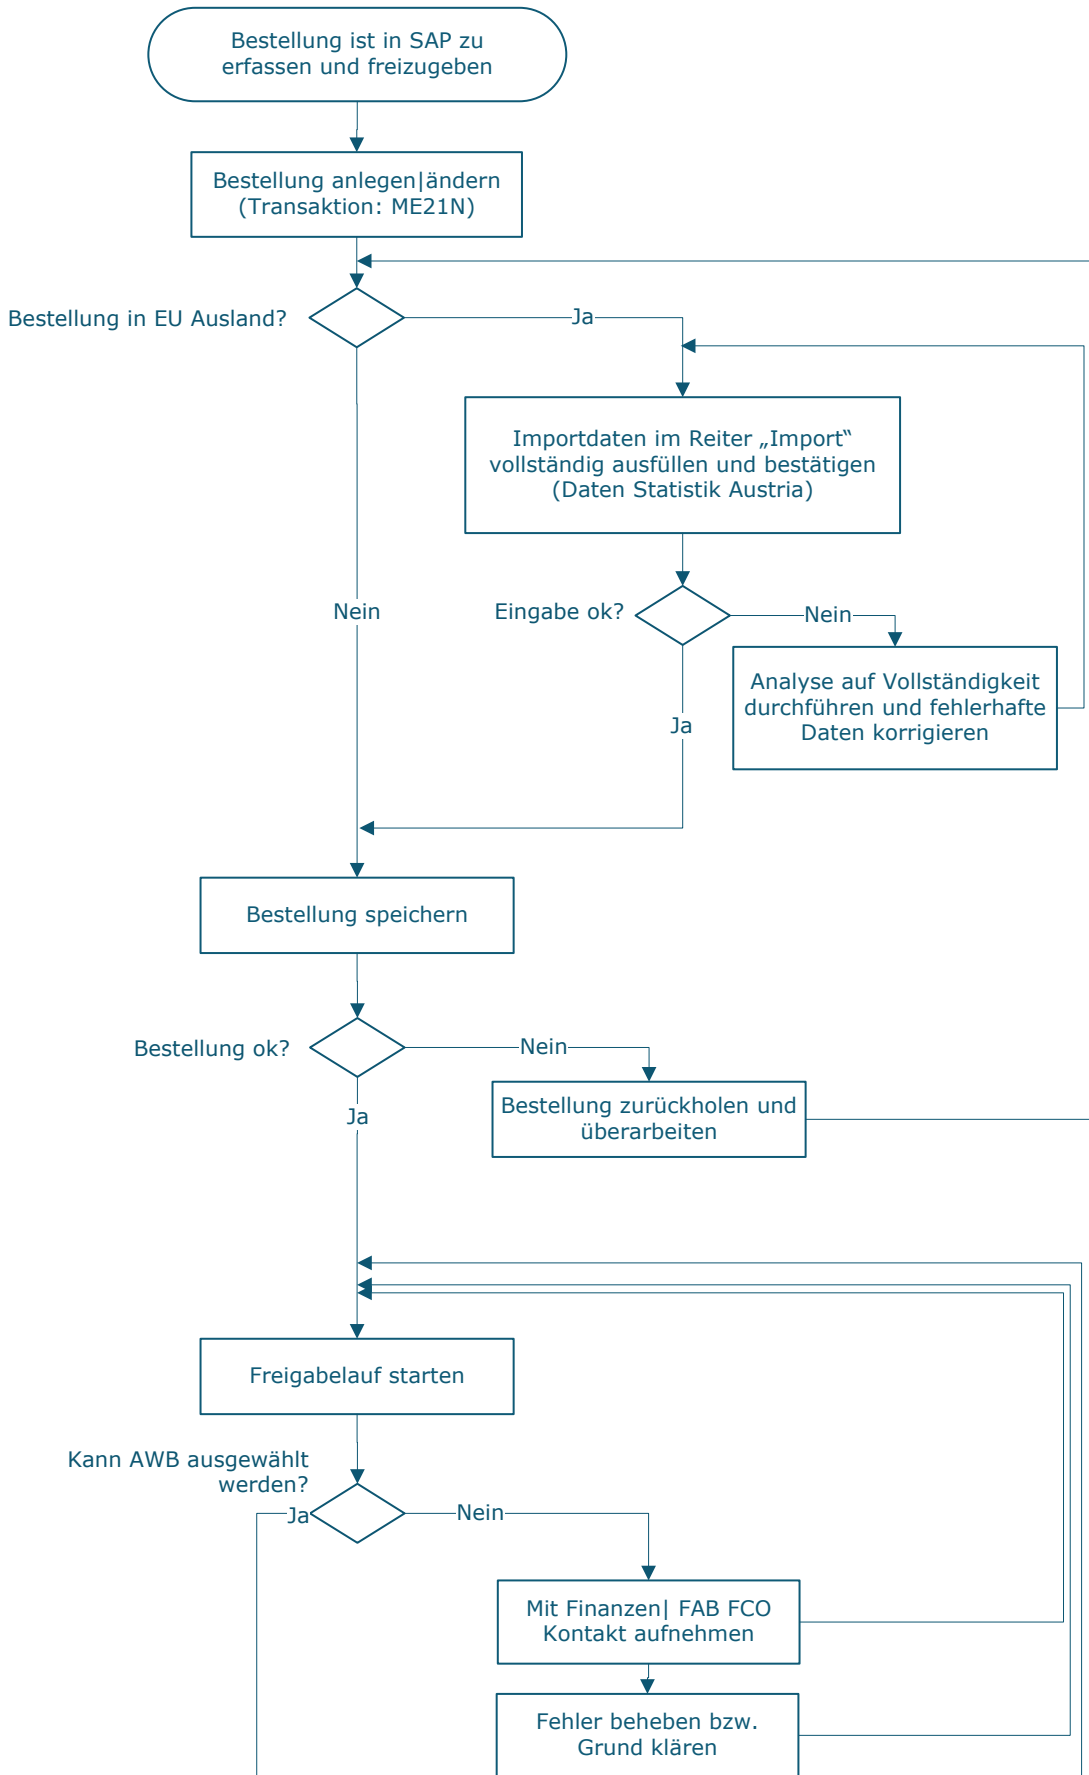 Bestellung ist in SAP zu
erfassen und freizugeben
Bestellung anlegen|ändern
(Transaktion: ME21N)
Bestellung in EU Ausland?
Ja
Importdaten im Reiter „Import“
vollständig ausfüllen und bestätigen
(Daten Statistik Austria)
Nein
Eingabe ok?
Nein
Analyse auf Vollständigkeit
durchführen und fehlerhafte
Daten korrigieren
Ja
Bestellung speichern
Bestellung ok?
Nein
Bestellung zurückholen und
überarbeiten
Ja
Freigabelauf starten
Kann AWB ausgewählt
werden?
Ja
Nein
Mit Finanzen| FAB FCO
Kontakt aufnehmen
Fehler beheben bzw.
Grund klären